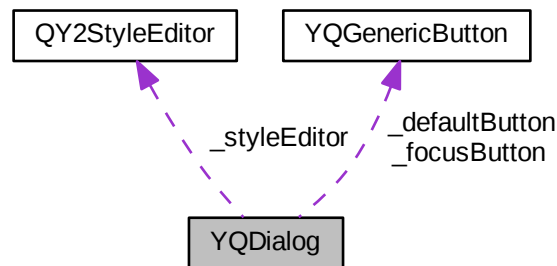 QY2StyleEditor
YQGenericButton
_styleEditor
_defaultButton
_focusButton
YQDialog